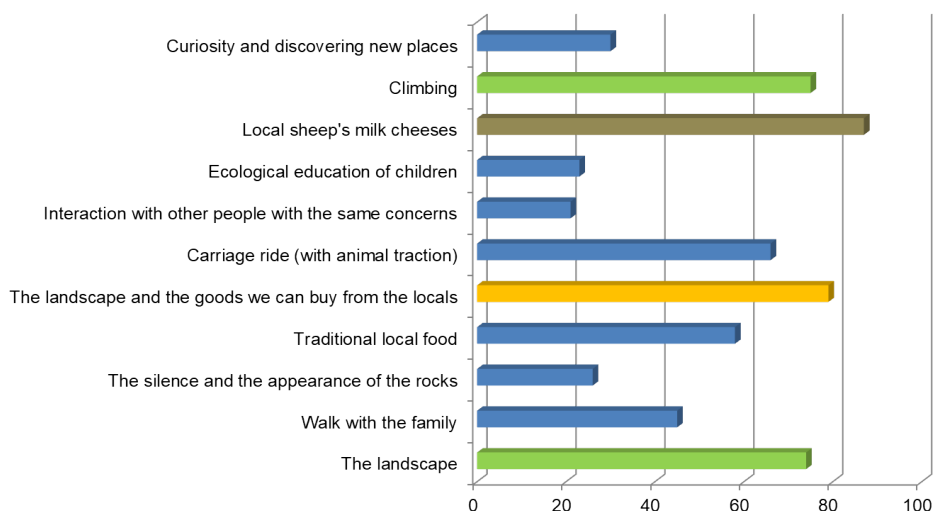 Curiosity and discovering new places
Climbing
Local sheep's milk cheeses
Ecological education of children
Interaction with other people with the same concerns
Carriage ride (with animal traction)
The landscape and the goods we can buy from the locals
Traditional local food
The silence and the appearance of the rocks
Walk with the family
The landscape
0 20 40 60 80 100